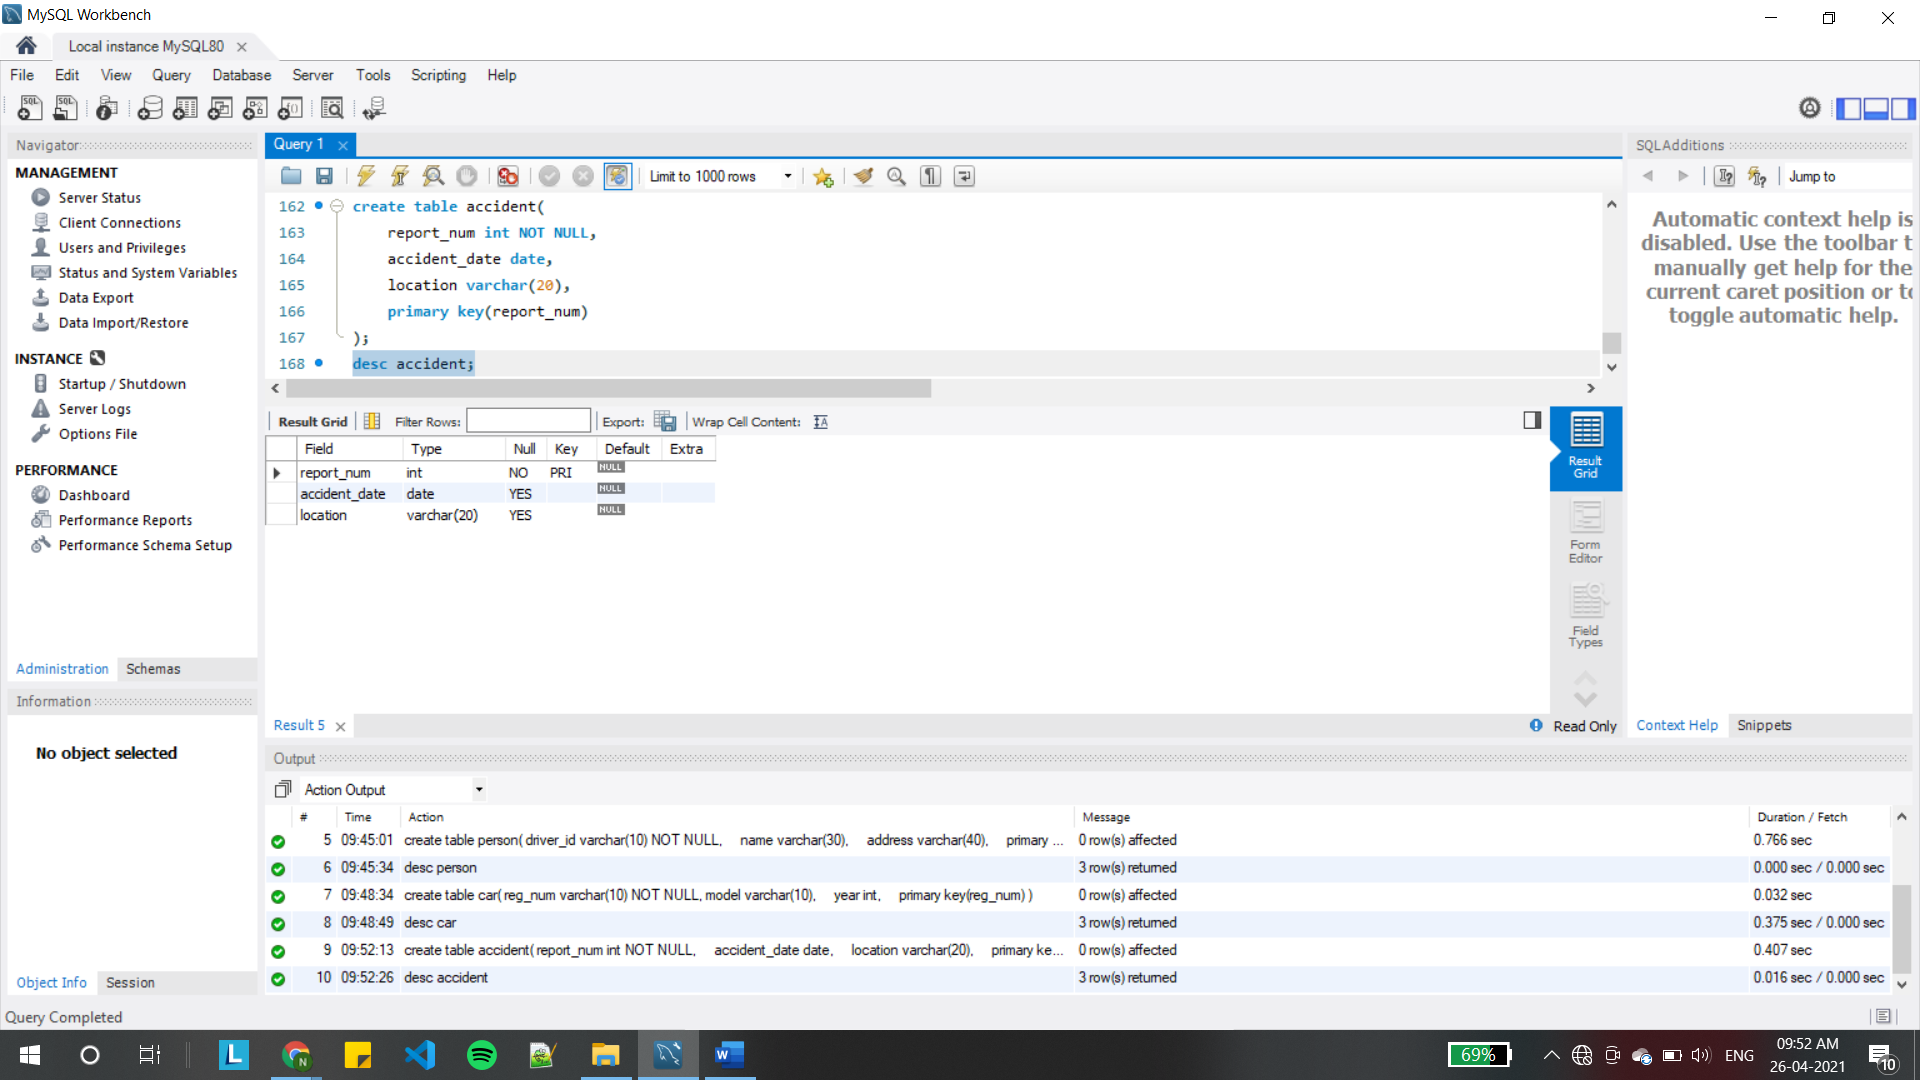 MySQL Workbench
Local instance MySQL80
File Edit View Query Database Server Tools Scripting Help
Navigator
MANAGEMENT
Server Status
Client Connections
Users and Privileges
Status and System Variables
Data Export
Data Import/Restore
INSTANCE
Startup / Shutdown
Server Logs
Options File
PERFORMANCE
Dashboard
Performance Reports
Performance Schema Setup
Administration Schemas
Information
No object selected
Object Info Session
Query 1
Limit to 1000 rows
162 create table accident(
163 report_num int NOT NULL,
164 accident_date date,
165 location varchar(20),
166 primary key(report_num)
167 );
168 desc accident;
Result Grid Filter Rows: Export: Wrap Cell Content:
Field Type Null Key Default Extra
report_num int NO PRI NULL
accident_date date YES NULL
location varchar(20) YES NULL
Result Grid
Form Editor
Field Types
Result 5
Read Only
SQLAdditions
Jump to
Automatic context help is
disabled. Use the toolbar t
manually get help for the
current caret position or to
toggle automatic help.
Context Help Snippets
Output
Action Output
# Time Action Message Duration / Fetch
5 09:45:01 create table person( driver_id varchar(10) NOT NULL, name varchar(30), address varchar(40), primary ... 0 row(s) affected 0.766 sec
6 09:45:34 desc person 3 row(s) returned 0.000 sec / 0.000 sec
7 09:48:34 create table car( reg_num varchar(10) NOT NULL, model varchar(10), year int, primary key(reg_num) ) 0 row(s) affected 0.032 sec
8 09:48:49 desc car 3 row(s) returned 0.375 sec / 0.000 sec
9 09:52:13 create table accident( report_num int NOT NULL, accident_date date, location varchar(20), primary ke... 0 row(s) affected 0.407 sec
10 09:52:26 desc accident 3 row(s) returned 0.016 sec / 0.000 sec
Query Completed
69%
ENG
09:52 AM
26-04-2021
10